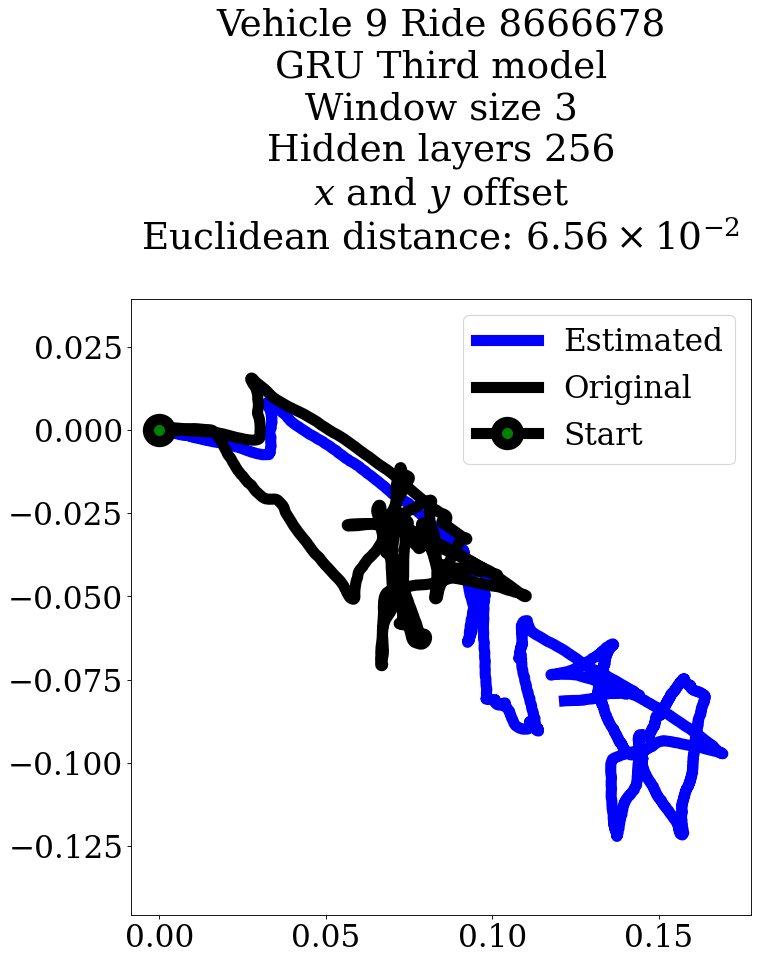 Vehicle 9 Ride 8666678
GRU Third model
Window size 3
Hidden layers 256
x and y offset
Euclidean distance: 6.56 × 10⁻²
Estimated
Original
Start
0.025
0.000
−0.025
−0.050
−0.075
−0.100
−0.125
0.00 0.05 0.10 0.15